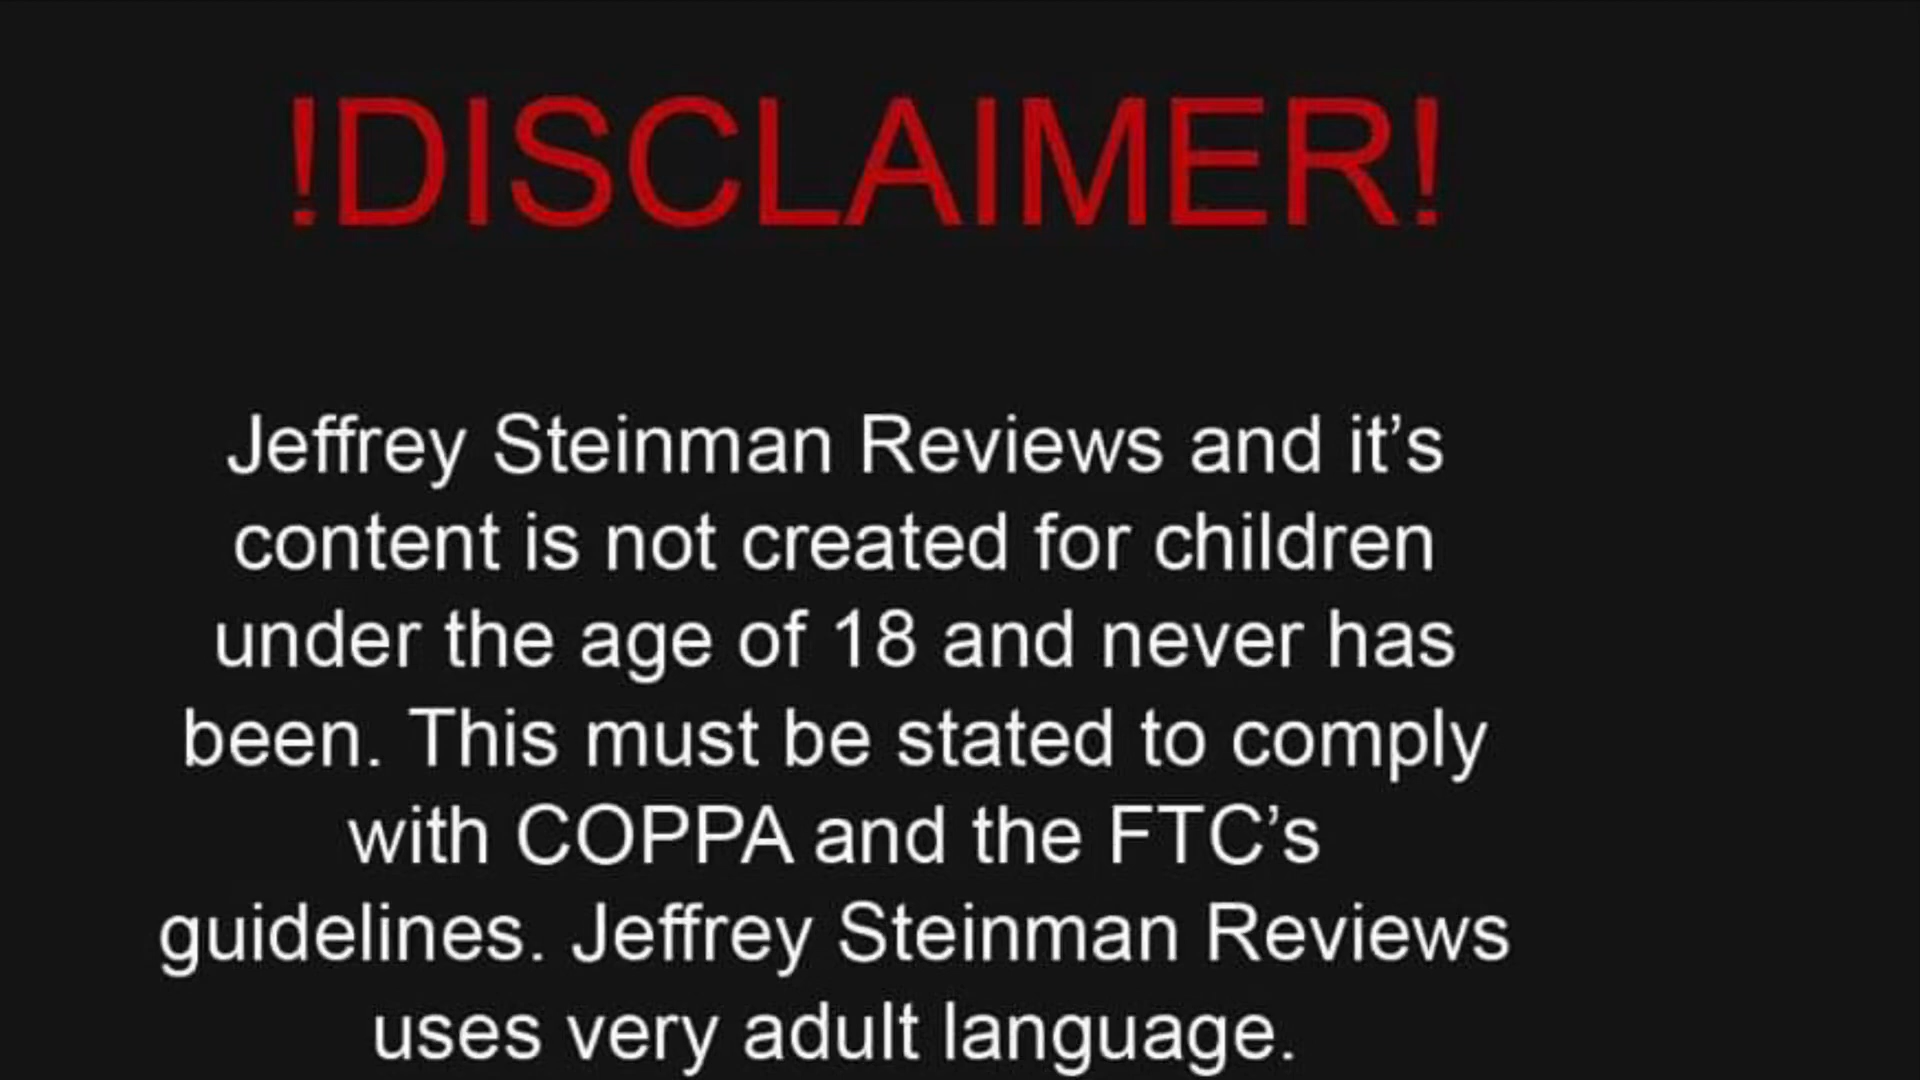 !DISCLAIMER!
Jeffrey Steinman Reviews and it’s
content is not created for children
under the age of 18 and never has
been. This must be stated to comply
with COPPA and the FTC’s
guidelines. Jeffrey Steinman Reviews
uses very adult language.